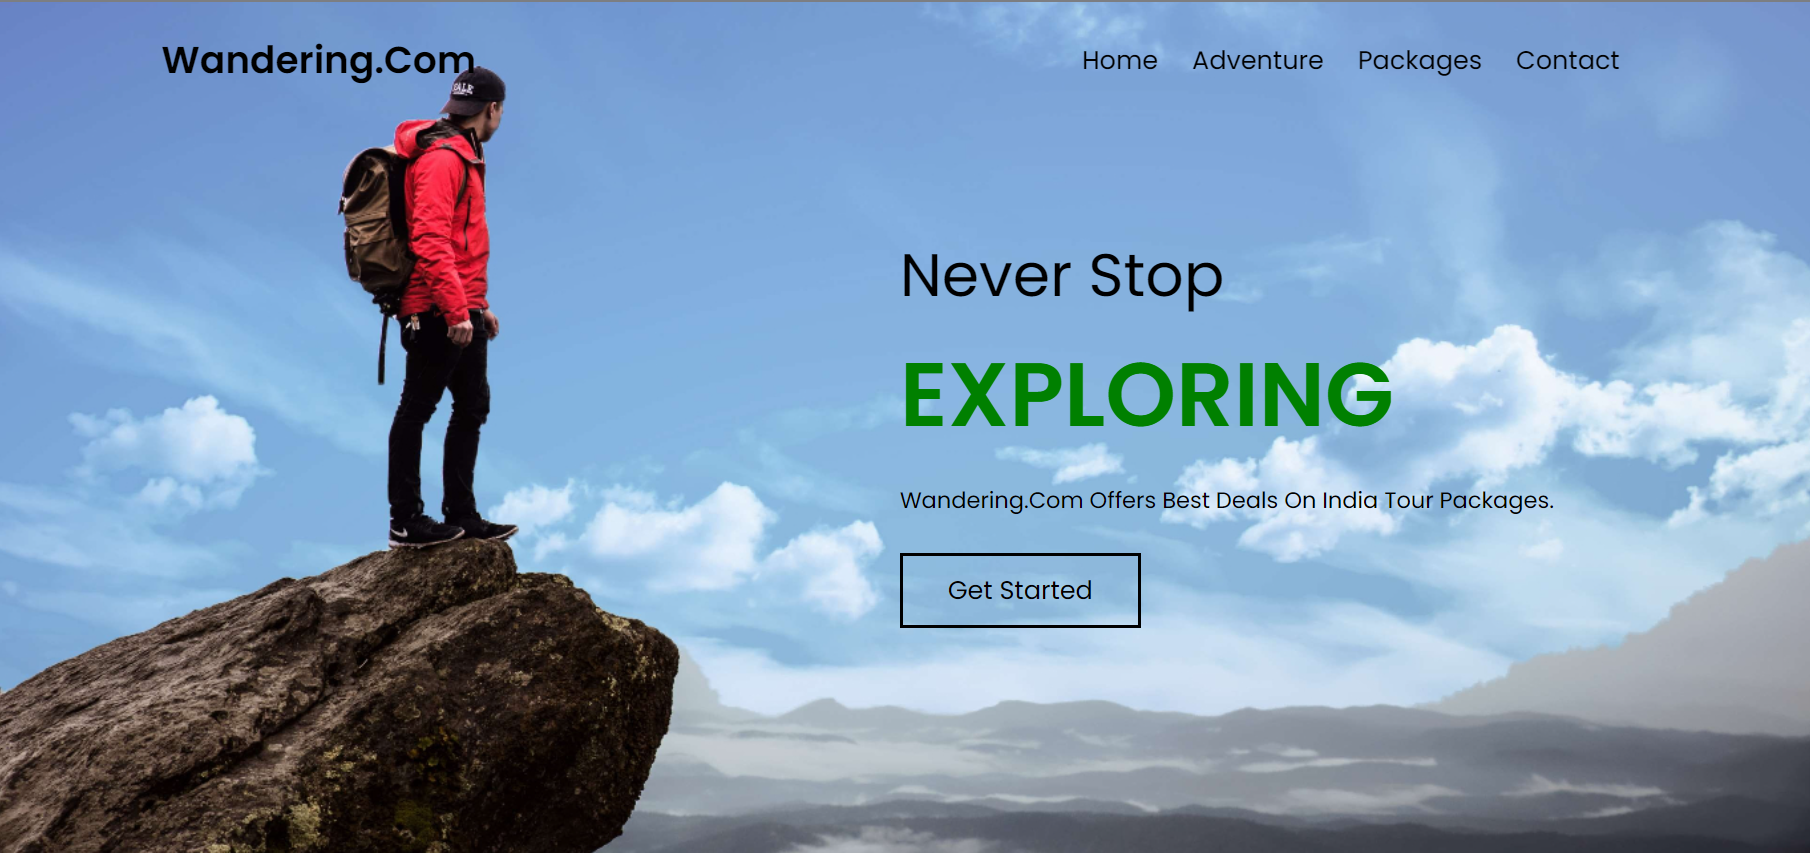 Wandering.Com
Home Adventure Packages Contact
Never Stop
EXPLORING
Wandering.Com Offers Best Deals On India Tour Packages.
Get Started